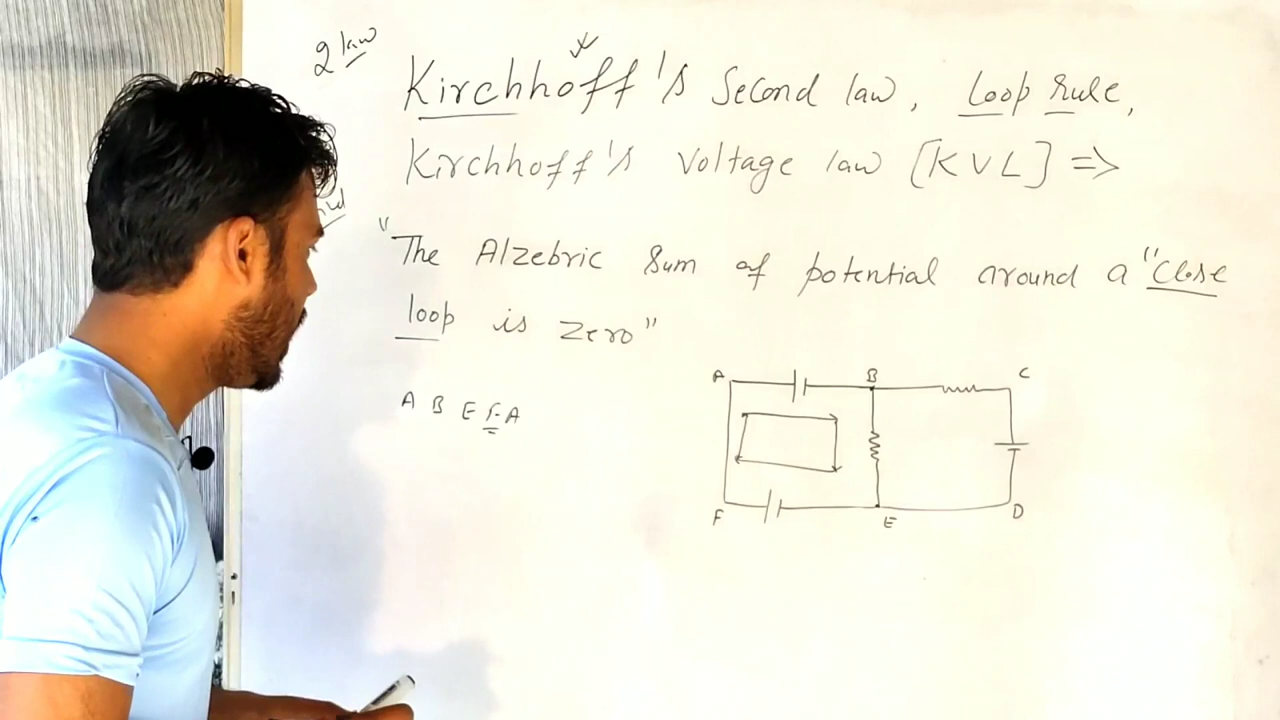 2 law
Kirchhoff's Second law, Loop Rule,
Kirchhoff's voltage law [KVL] =>
"The Alzebric Sum of potential around a "Close
loop is Zero"
A B E F A
A B C
F E D